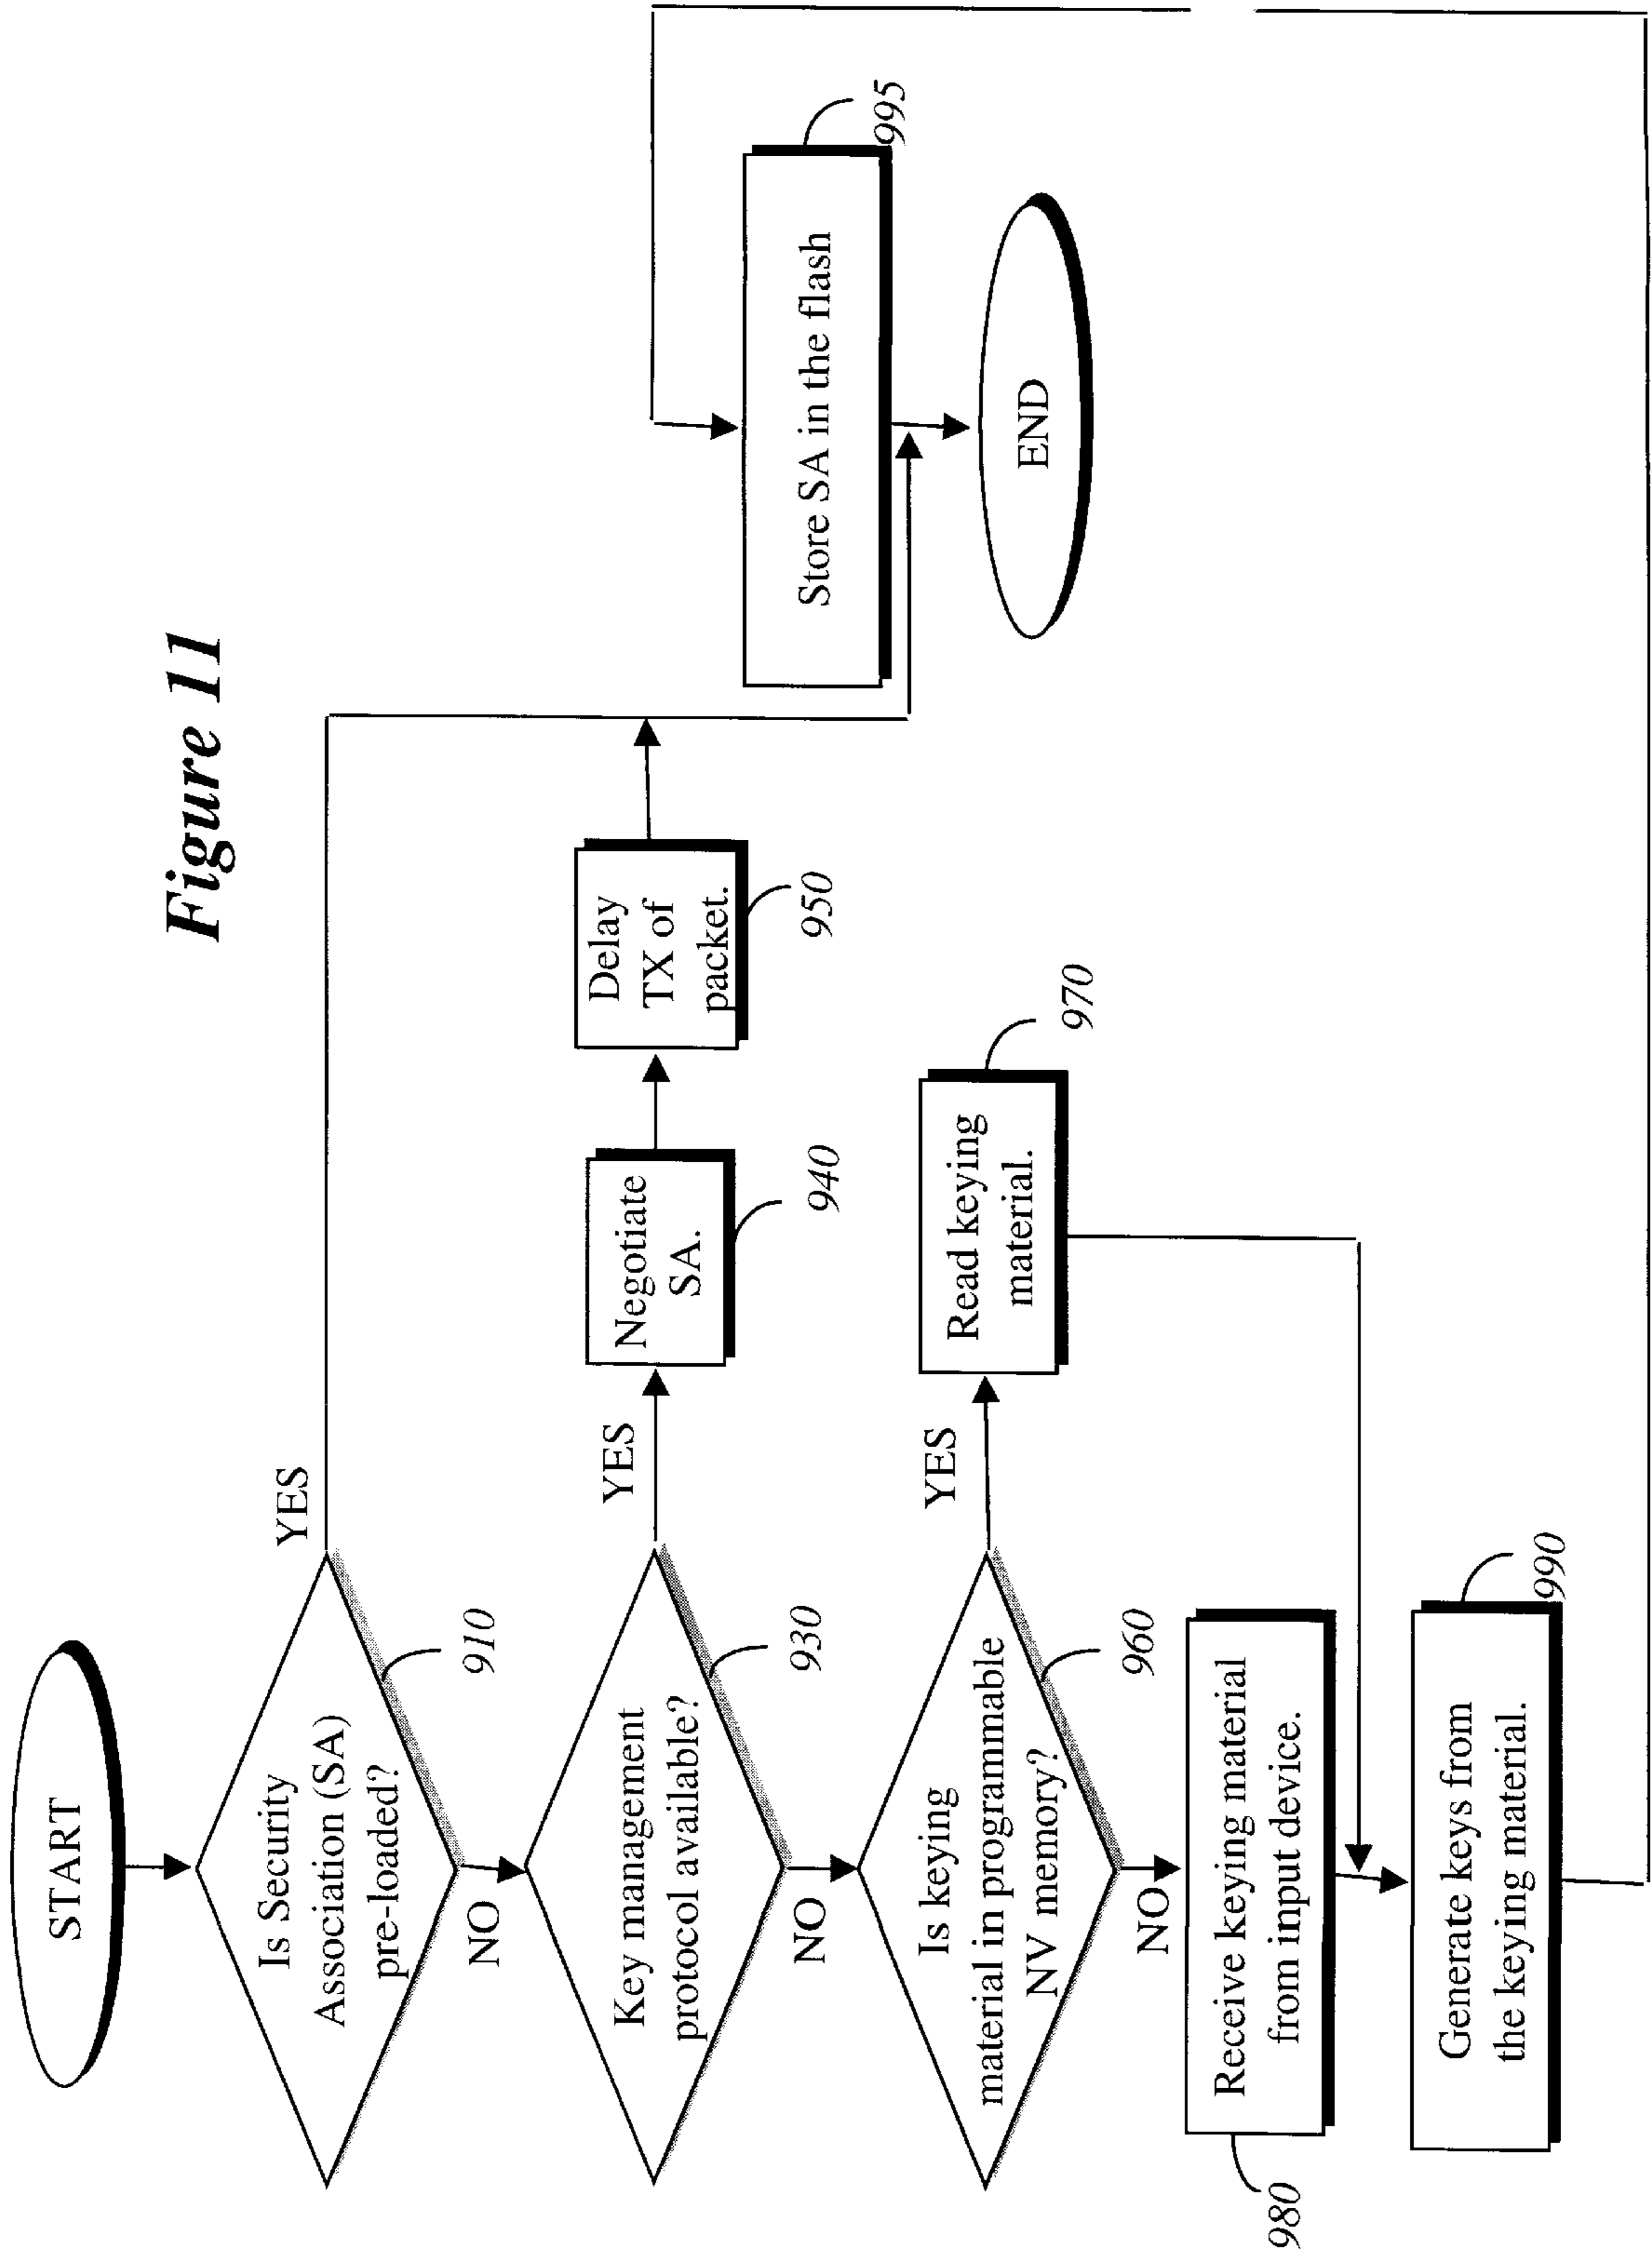 Figure 11
START
Is Security
Association (SA)
pre-loaded?
910
YES
NO
Key management
protocol available?
930
YES
Negotiate
SA.
940
Delay
TX of
packet.
950
NO
Is keying
material in programmable
NV memory?
960
YES
Read keying
material.
970
NO
Receive keying material
from input device.
980
Generate keys from
the keying material.
990
Store SA in the flash
995
END